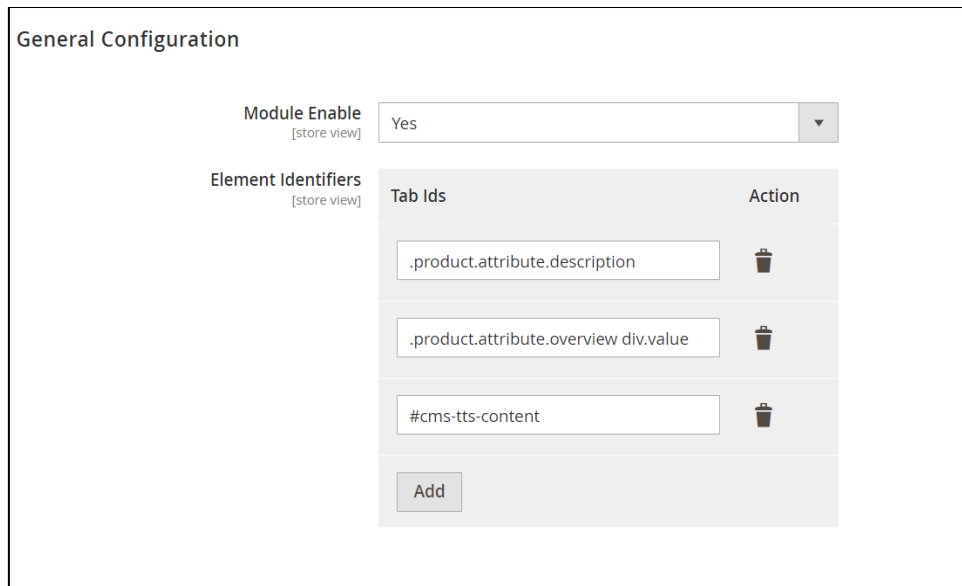 General Configuration
Module Enable
[store view]
Yes
Element Identifiers
[store view]
Tab Ids Action
.product.attribute.description
.product.attribute.overview div.value
#cms-tts-content
Add